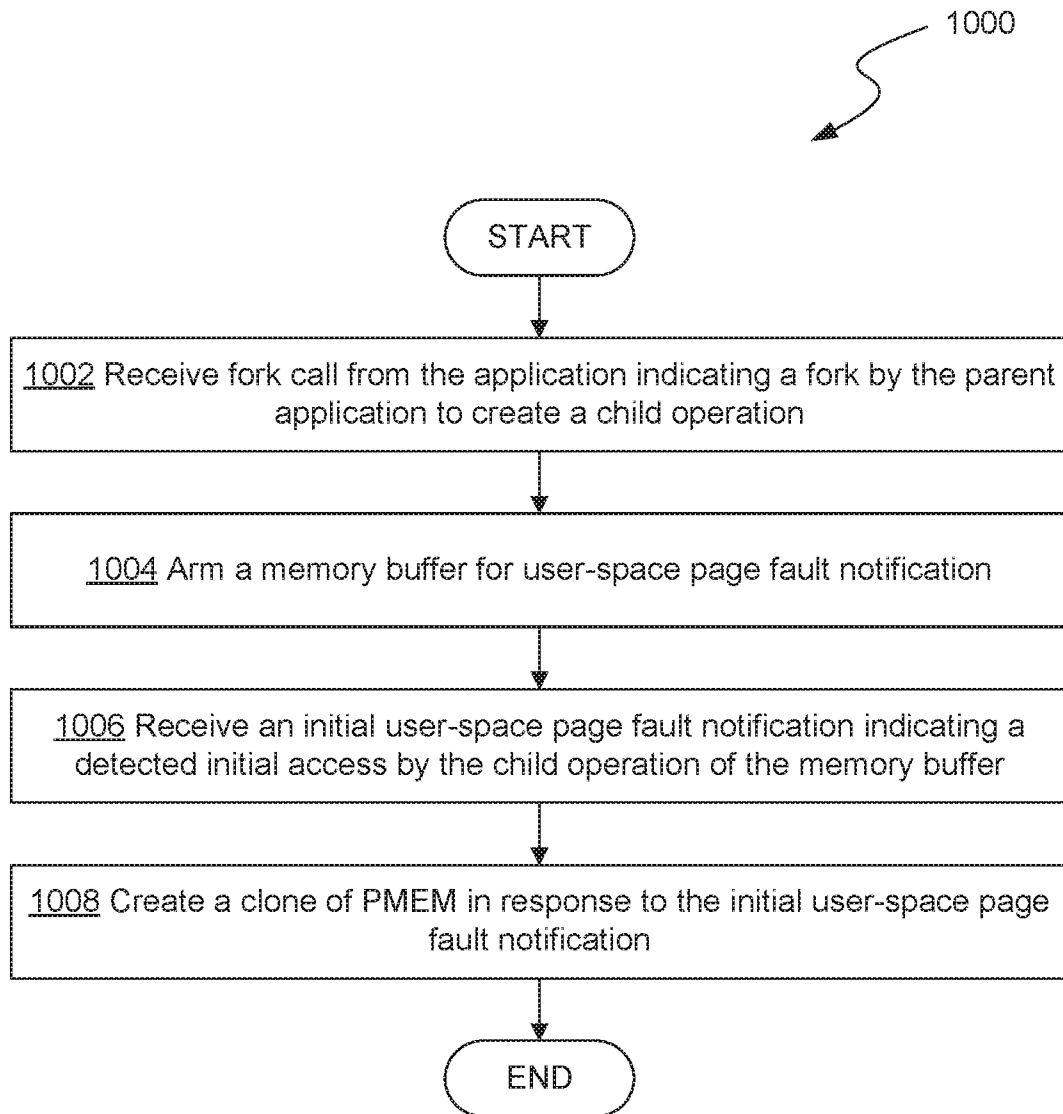 1000
START
1002 Receive fork call from the application indicating a fork by the parent
application to create a child operation
1004 Arm a memory buffer for user-space page fault notification
1006 Receive an initial user-space page fault notification indicating a
detected initial access by the child operation of the memory buffer
1008 Create a clone of PMEM in response to the initial user-space page
fault notification
END